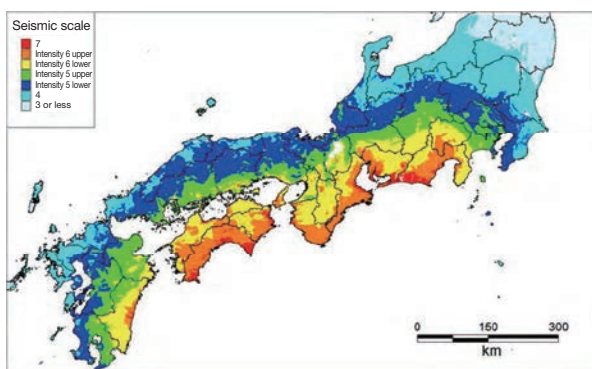 Seismic scale
7
Intensity 6 upper
Intensity 6 lower
Intensity 5 upper
Intensity 5 lower
4
3 or less
0 150 300
km